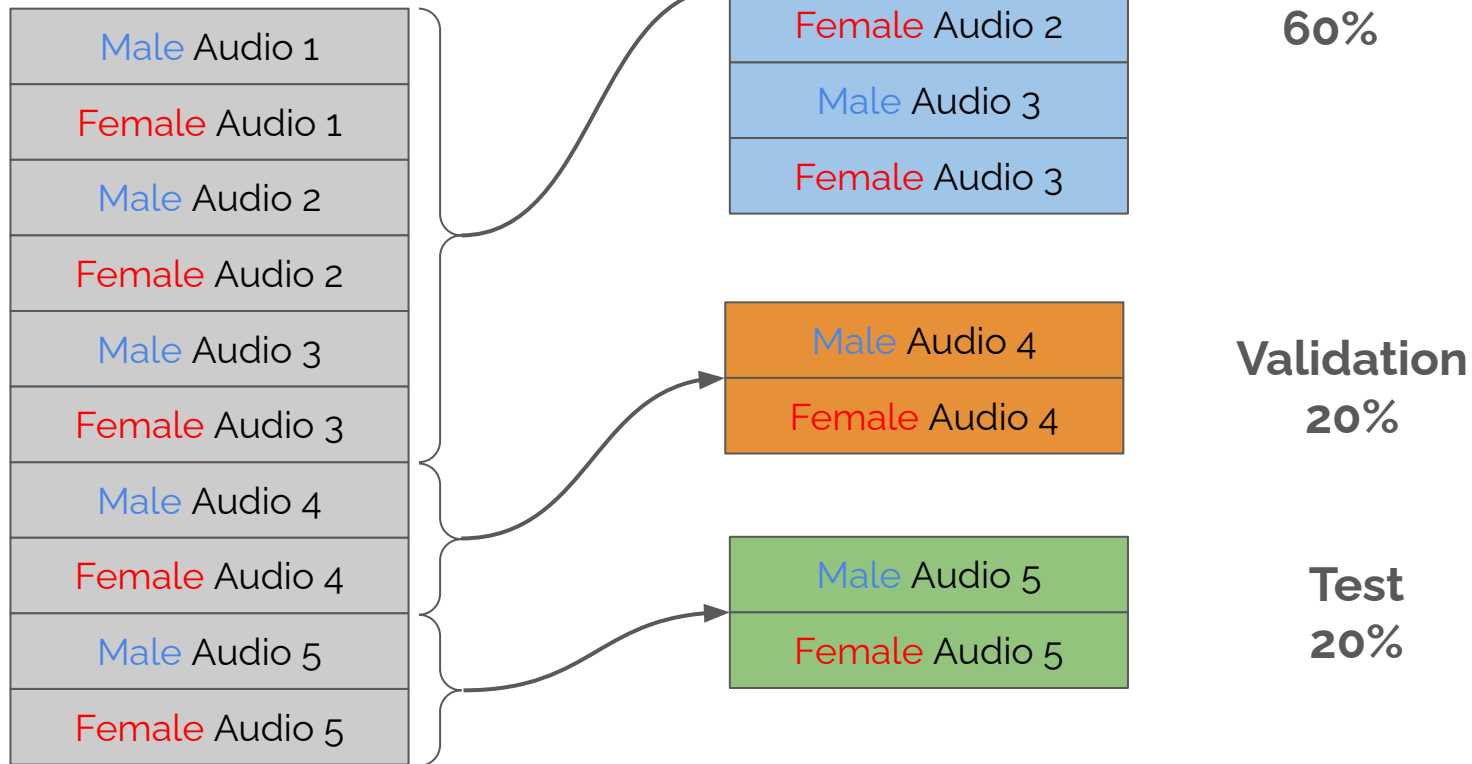 Male Audio 1
Female Audio 1
Male Audio 2
Female Audio 2
Male Audio 3
Female Audio 3
Male Audio 4
Female Audio 4
Male Audio 5
Female Audio 5
Female Audio 2
Male Audio 3
Female Audio 3
60%
Male Audio 4
Female Audio 4
Validation
20%
Male Audio 5
Female Audio 5
Test
20%